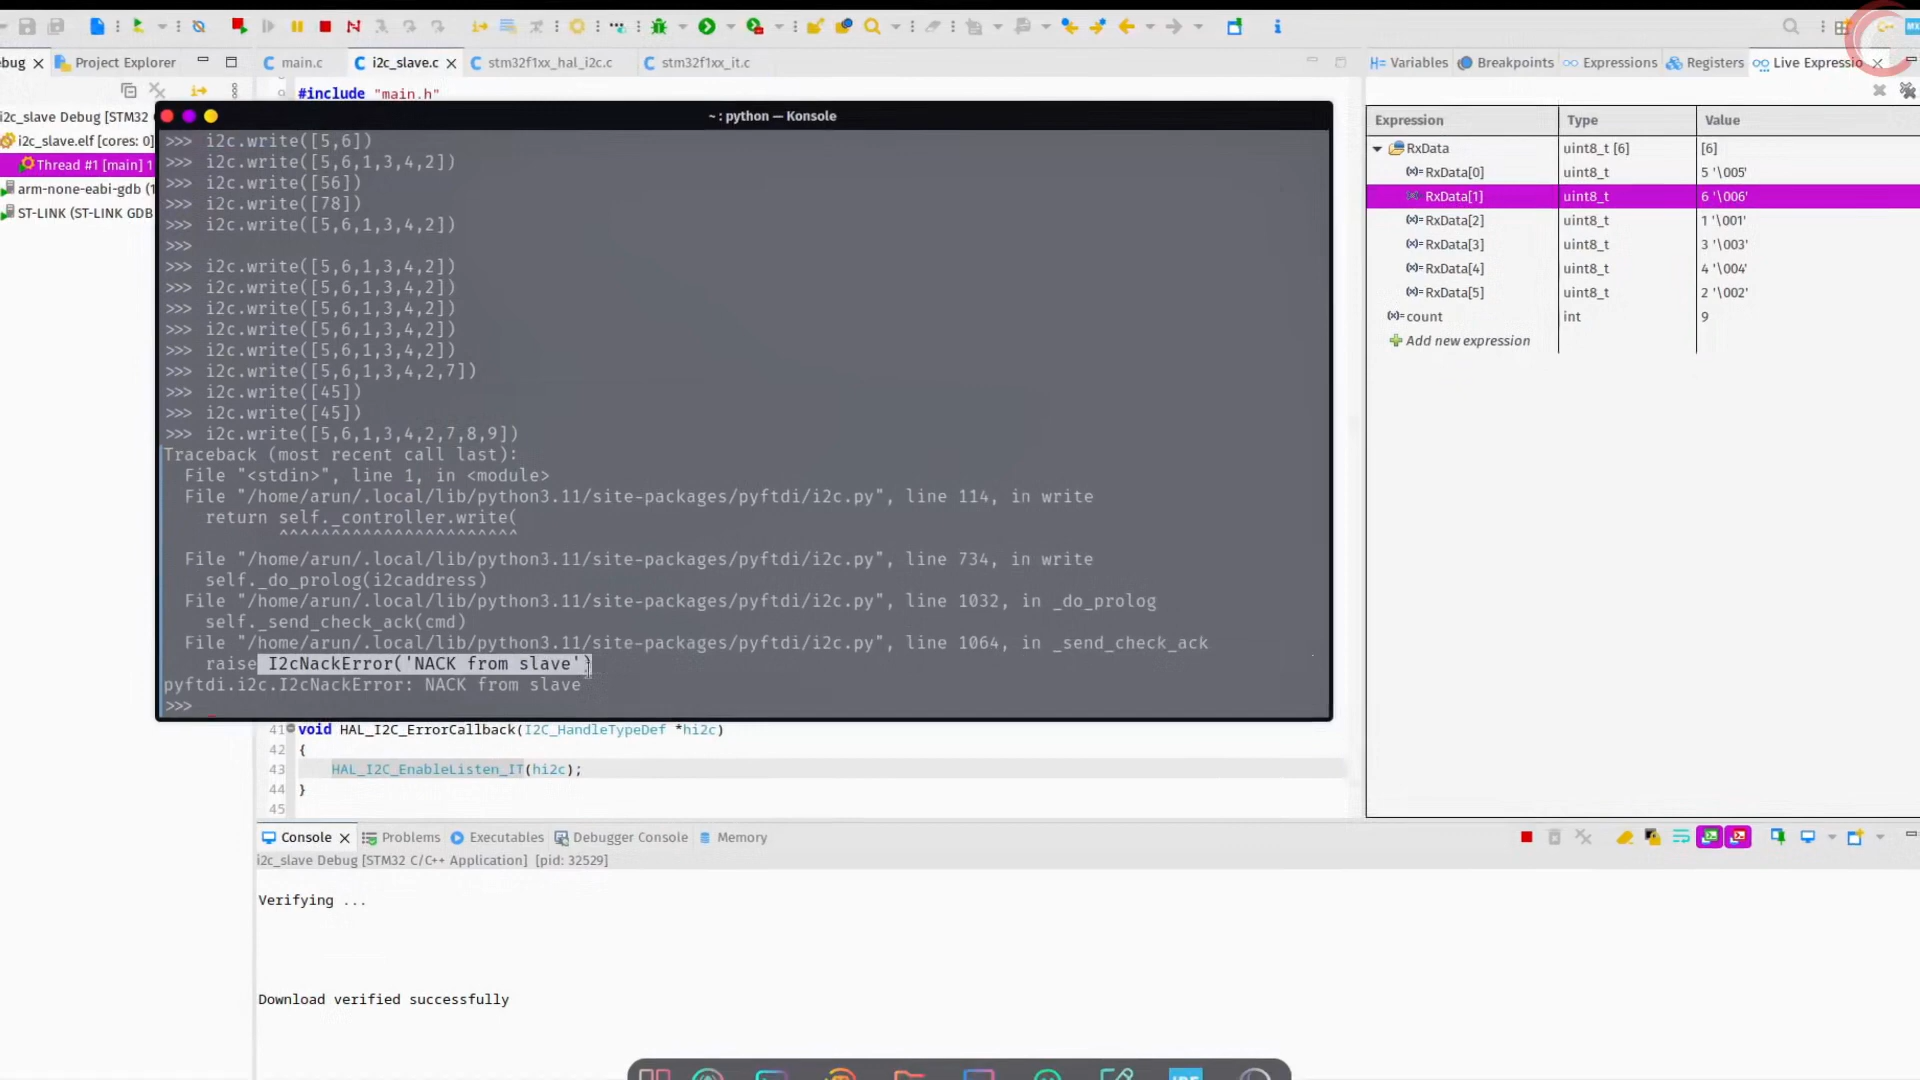 ebug
Project Explorer
main.c
i2c_slave.c
stm32f1xx_hal_i2c.c
stm32f1xx_it.c
Variables
Breakpoints
Expressions
Registers
Live Expressio
i2c_slave Debug [STM32
i2c_slave.elf [cores: 0]
Thread #1 [main] 1
arm-none-eabi-gdb (1
ST-LINK (ST-LINK GDB
#include "main.h"
~ : python — Konsole
>>> i2c.write([5,6])
>>> i2c.write([5,6,1,3,4,2])
>>> i2c.write([56])
>>> i2c.write([78])
>>> i2c.write([5,6,1,3,4,2])
>>>
>>> i2c.write([5,6,1,3,4,2])
>>> i2c.write([5,6,1,3,4,2])
>>> i2c.write([5,6,1,3,4,2])
>>> i2c.write([5,6,1,3,4,2])
>>> i2c.write([5,6,1,3,4,2])
>>> i2c.write([5,6,1,3,4,2,7])
>>> i2c.write([45])
>>> i2c.write([45])
>>> i2c.write([5,6,1,3,4,2,7,8,9])
Traceback (most recent call last):
File "<stdin>", line 1, in <module>
File "/home/arun/.local/lib/python3.11/site-packages/pyftdi/i2c.py", line 114, in write
return self._controller.write(
^^^^^^^^^^^^^^^^^^^^^^^
File "/home/arun/.local/lib/python3.11/site-packages/pyftdi/i2c.py", line 734, in write
self._do_prolog(i2caddress)
File "/home/arun/.local/lib/python3.11/site-packages/pyftdi/i2c.py", line 1032, in _do_prolog
self._send_check_ack(cmd)
File "/home/arun/.local/lib/python3.11/site-packages/pyftdi/i2c.py", line 1064, in _send_check_ack
raise I2cNackError('NACK from slave')
pyftdi.i2c.I2cNackError: NACK from slave
>>>
Expression Type Value
RxData uint8_t [6] [6]
RxData[0] uint8_t 5 '\005'
RxData[1] uint8_t 6 '\006'
RxData[2] uint8_t 1 '\001'
RxData[3] uint8_t 3 '\003'
RxData[4] uint8_t 4 '\004'
RxData[5] uint8_t 2 '\002'
count int 9
Add new expression
41 void HAL_I2C_ErrorCallback(I2C_HandleTypeDef *hi2c)
42 {
43 HAL_I2C_EnableListen_IT(hi2c);
44 }
45
Console
Problems
Executables
Debugger Console
Memory
i2c_slave Debug [STM32 C/C++ Application] [pid: 32529]
Verifying ...
Download verified successfully